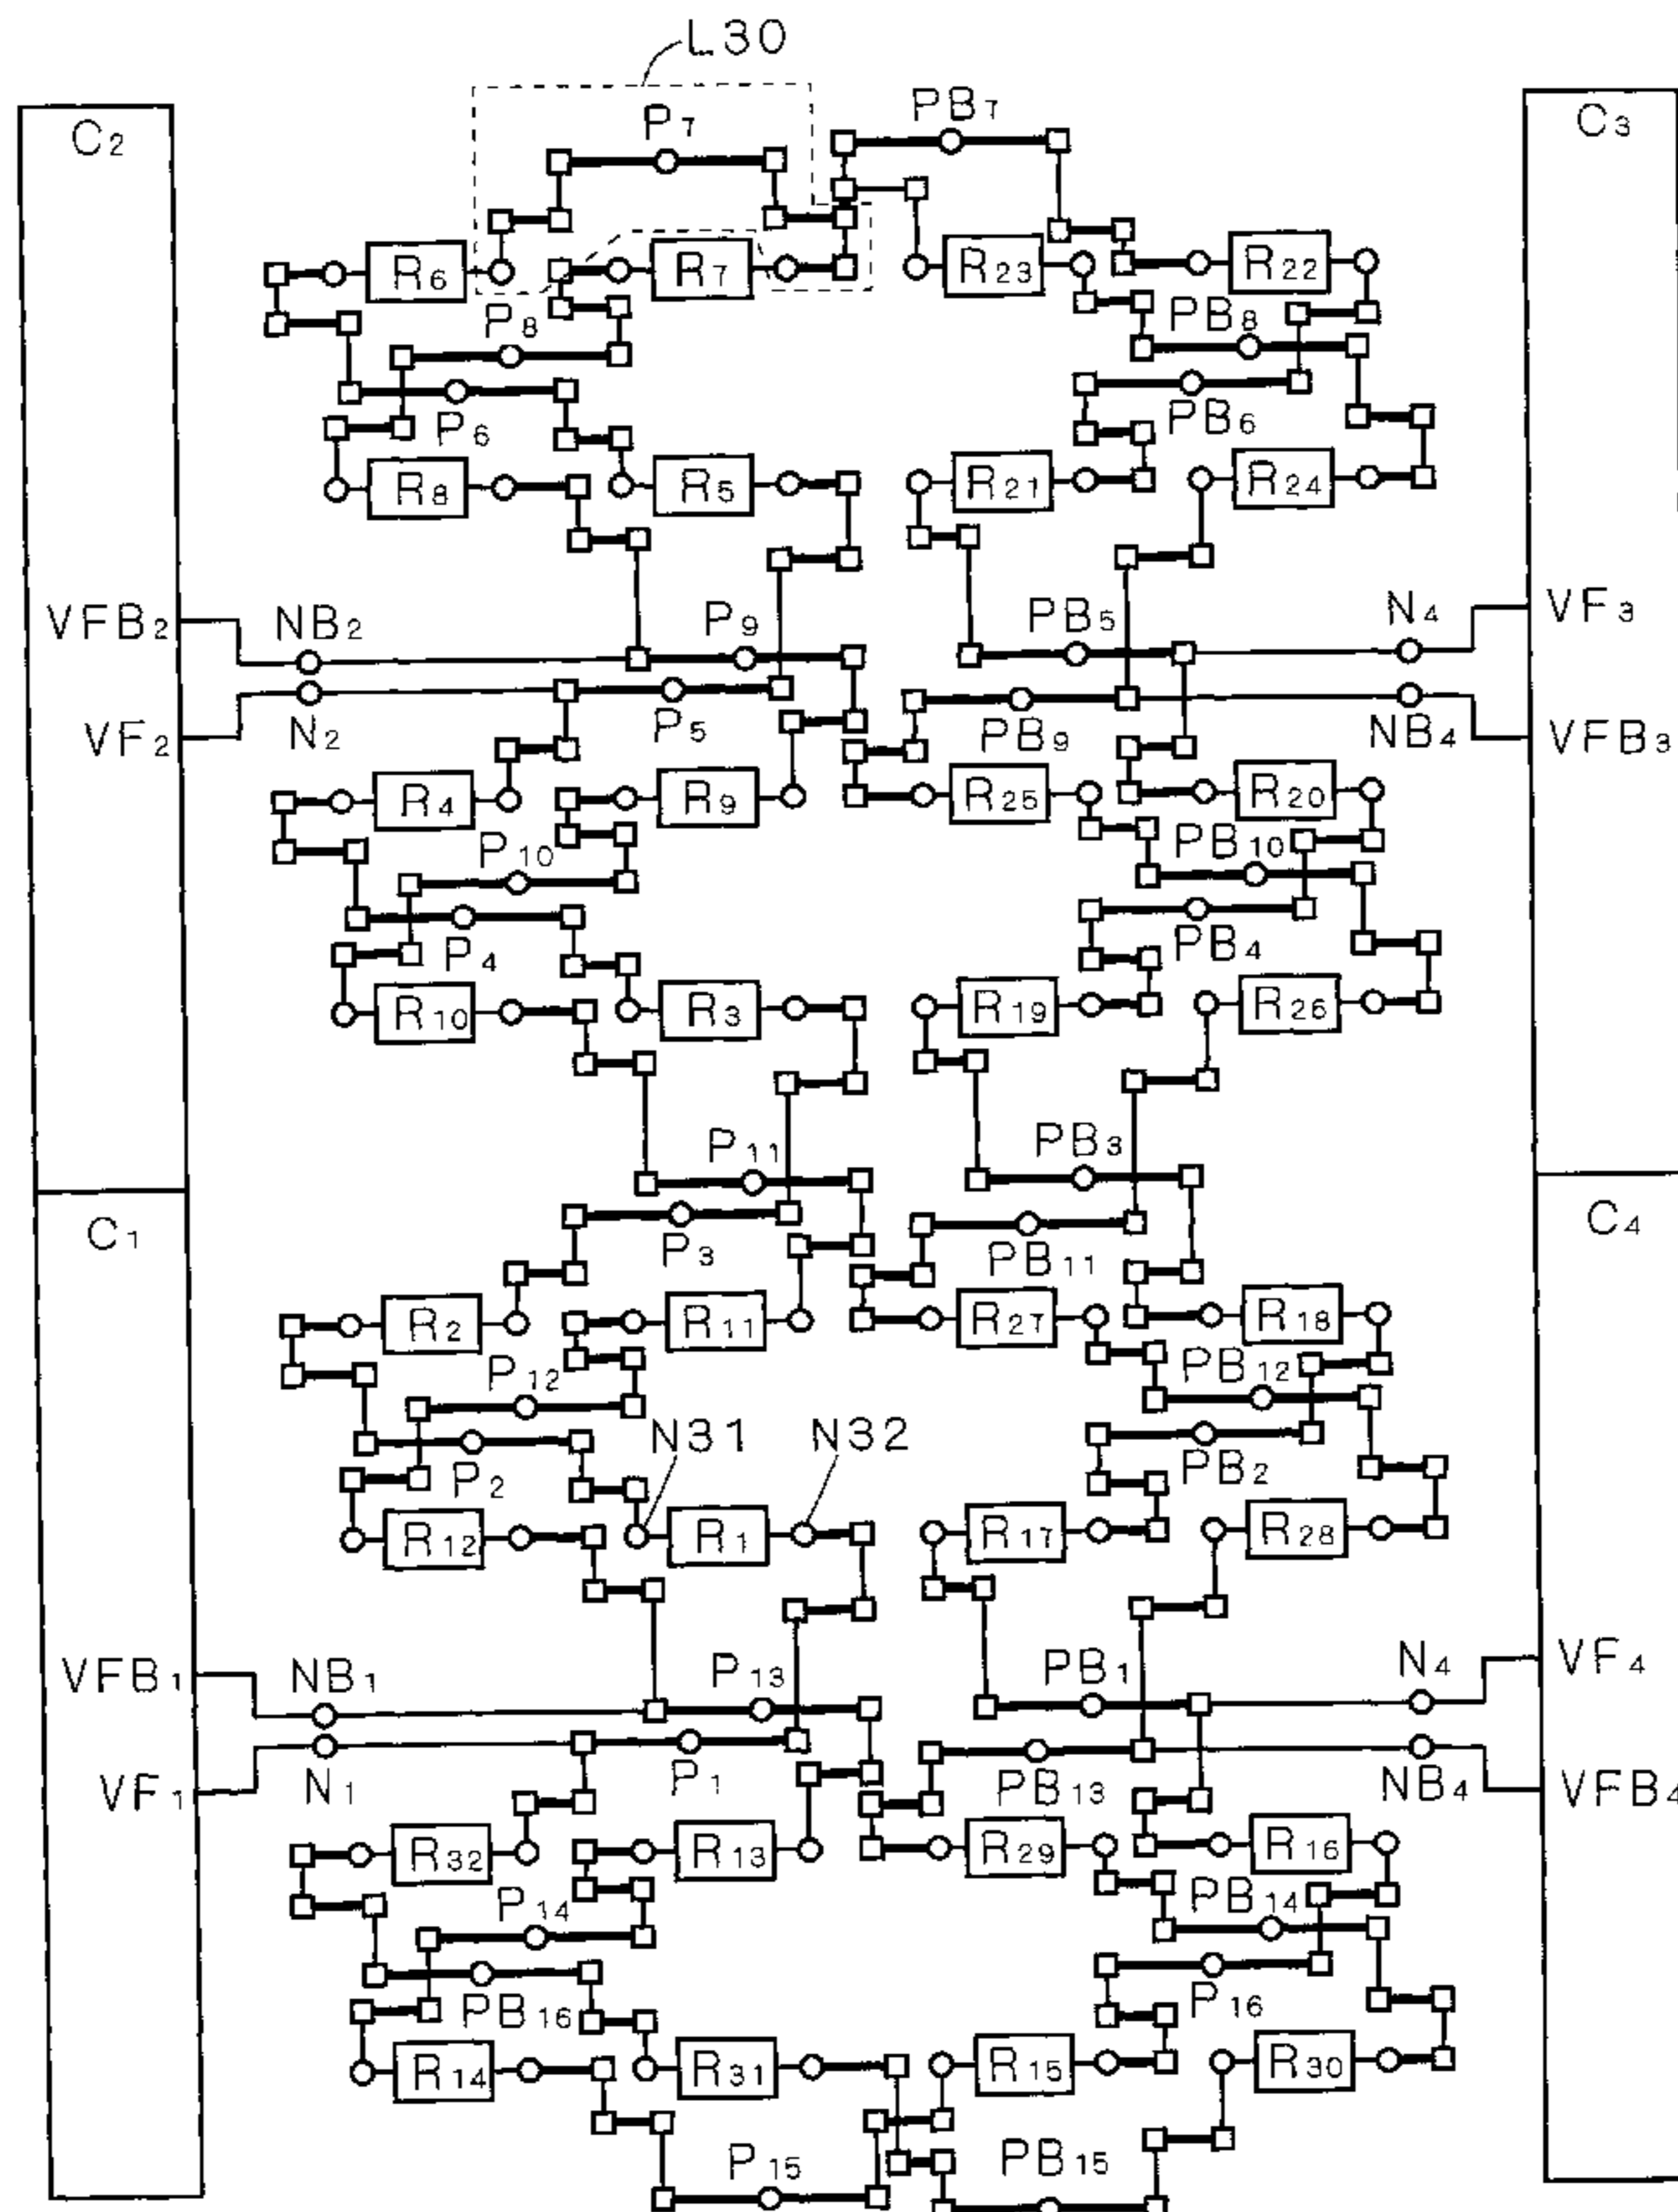 L30
C2
P7
PB7
C3
R6
R7
R23
R22
P8
PB8
P6
PB6
R8
R5
R21
R24
VFB2
NB2
P9
PB5
N4
VF3
VF2
N2
P5
PB9
NB4
VFB3
R4
R9
R25
R20
P10
PB10
P4
PB4
R10
R3
R19
R26
P11
PB3
C1
P3
PB11
C4
R2
R11
R27
R18
P12
PB12
N31
N32
P2
PB2
R12
R1
R17
R28
VFB1
NB1
P13
PB1
N4
VF4
VF1
N1
P1
PB13
NB4
VFB4
R32
R13
R29
R16
P14
PB14
PB16
P16
R14
R31
R15
R30
P15
PB15